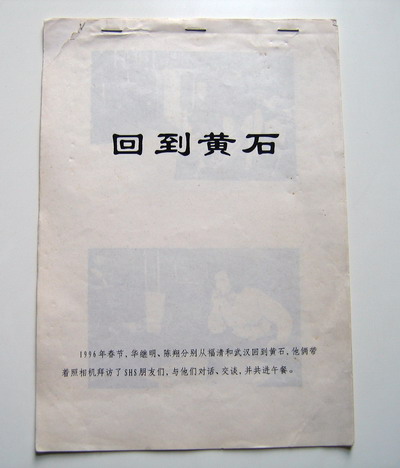 回到黄石
1996年春节，华继明、陈翔分别从福清和武汉回到黄石，他俩带
着照相机拜访了SHS朋友们，与他们对话、交谈，并共进午餐。